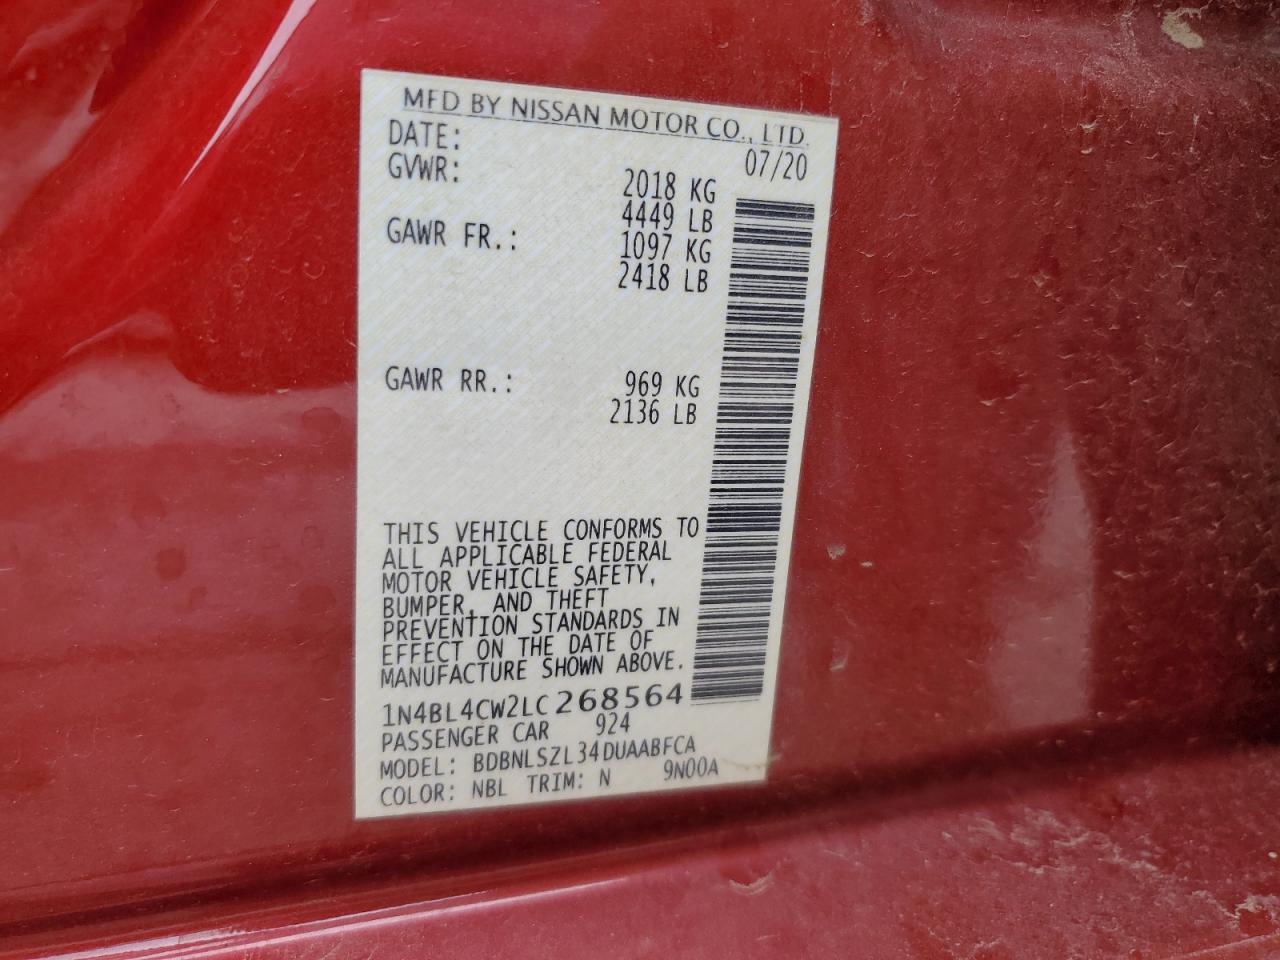 MFD BY NISSAN MOTOR CO., LTD.
DATE: 07/20
GVWR: 2018 KG
4449 LB
GAWR FR.: 1097 KG
2418 LB
GAWR RR.: 969 KG
2136 LB
THIS VEHICLE CONFORMS TO
ALL APPLICABLE FEDERAL
MOTOR VEHICLE SAFETY,
BUMPER, AND THEFT
PREVENTION STANDARDS IN
EFFECT ON THE DATE OF
MANUFACTURE SHOWN ABOVE.
1N4BL4CW2LC268564
PASSENGER CAR 924
MODEL: BDBNLSZL34DUAABFCA
COLOR: NBL TRIM: N 9N00A